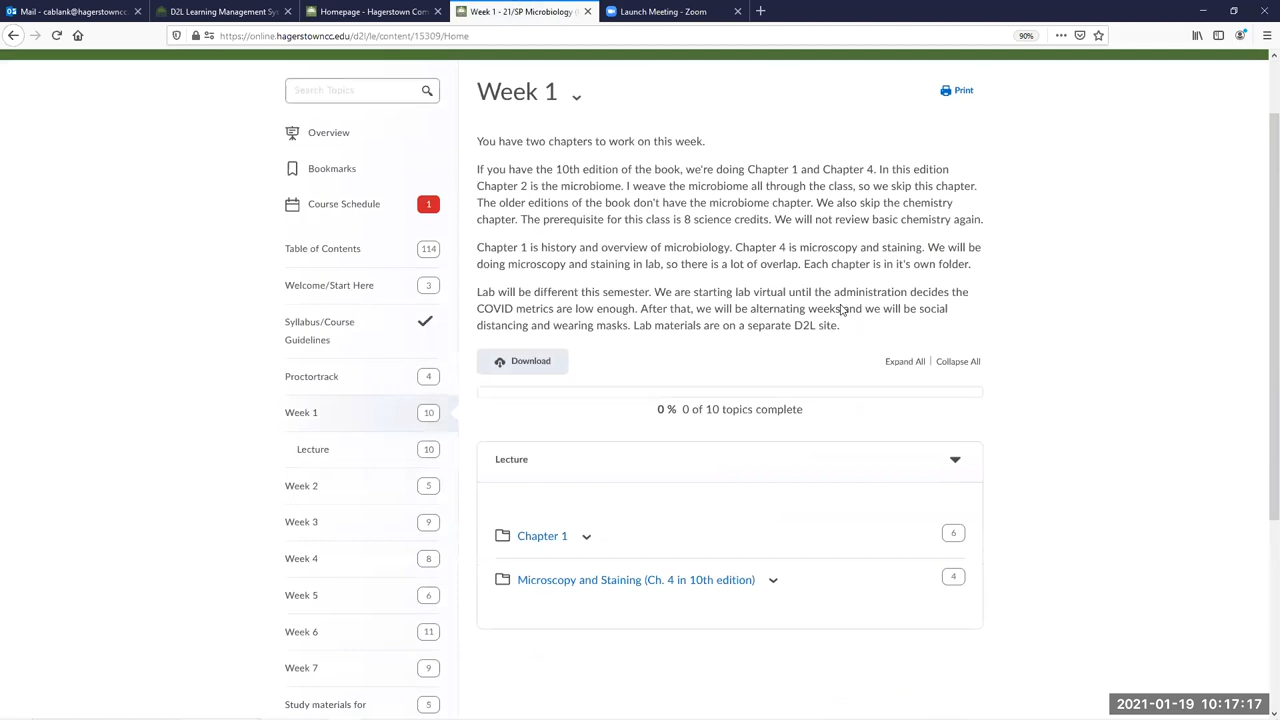 Mail - cablank@hagerstowncc.
D2L Learning Management Sys
Homepage - Hagerstown Com
Week 1 - 21/SP Microbiology (
Launch Meeting - Zoom
https://online.hagerstowncc.edu/d2l/le/content/15309/Home
90%
Search Topics
Overview
Bookmarks
Course Schedule
1
Table of Contents
114
Welcome/Start Here
3
Syllabus/Course
Guidelines
Proctortrack
4
Week 1
10
Lecture
10
Week 2
5
Week 3
9
Week 4
8
Week 5
6
Week 6
11
Week 7
9
Study materials for
5
Week 1
Print
You have two chapters to work on this week.
If you have the 10th edition of the book, we're doing Chapter 1 and Chapter 4. In this edition
Chapter 2 is the microbiome. I weave the microbiome all through the class, so we skip this chapter.
The older editions of the book don't have the microbiome chapter. We also skip the chemistry
chapter. The prerequisite for this class is 8 science credits. We will not review basic chemistry again.
Chapter 1 is history and overview of microbiology. Chapter 4 is microscopy and staining. We will be
doing microscopy and staining in lab, so there is a lot of overlap. Each chapter is in it's own folder.
Lab will be different this semester. We are starting lab virtual until the administration decides the
COVID metrics are low enough. After that, we will be alternating weeks and we will be social
distancing and wearing masks. Lab materials are on a separate D2L site.
Download
Expand All | Collapse All
0 % 0 of 10 topics complete
Lecture
Chapter 1
6
Microscopy and Staining (Ch. 4 in 10th edition)
4
2021-01-19 10:17:17